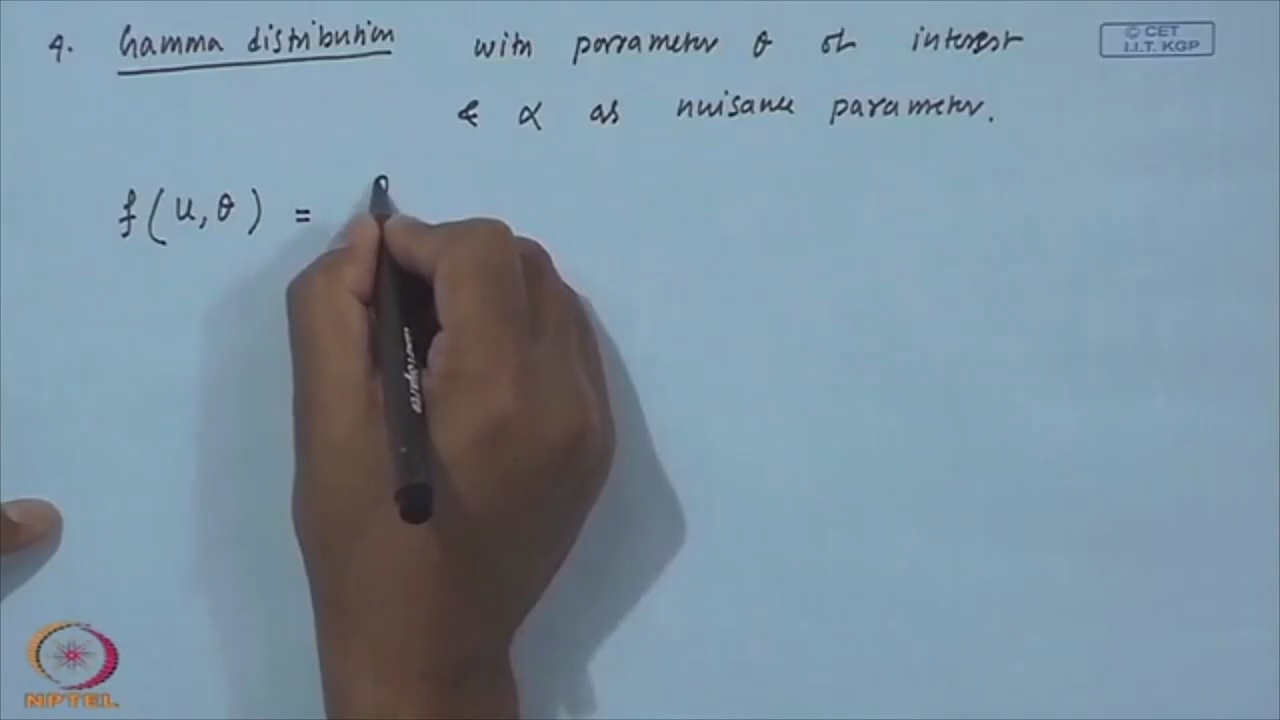 4. Gamma distribution with parameter θ of interest
© CET
I.I.T. KGP
& α as nuisance parameter.
f(u, θ) =
NPTEL